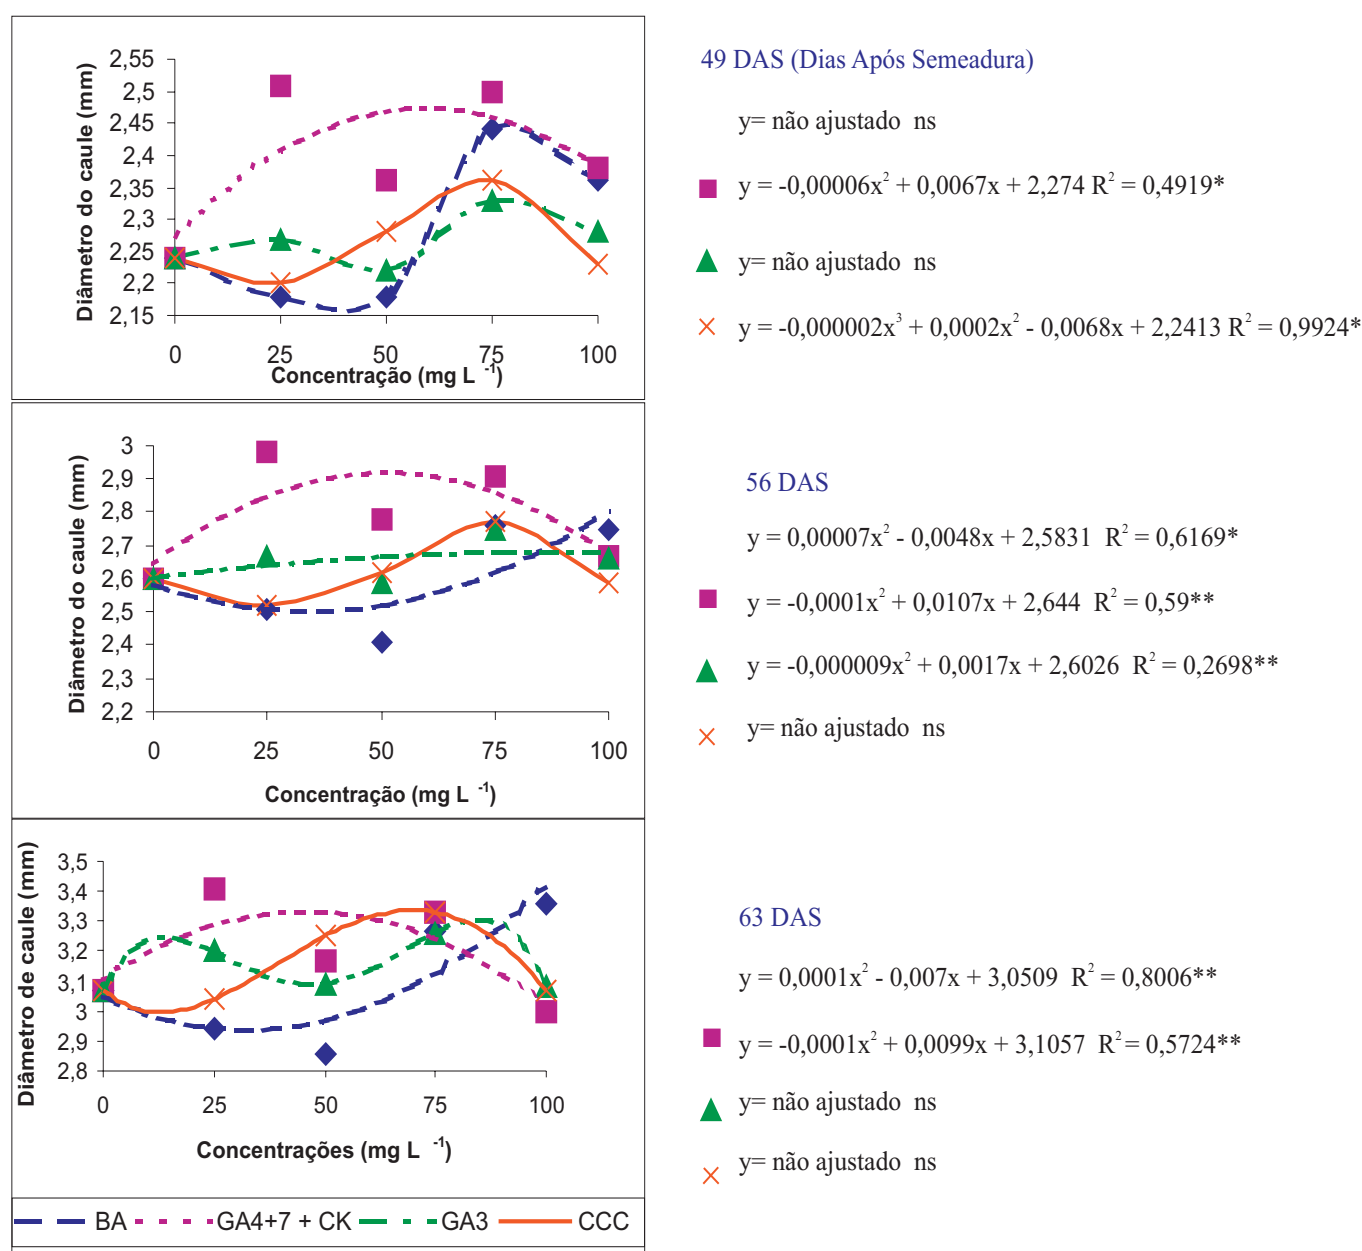 Diâmetro do caule (mm)
2,55
2,5
2,45
2,4
2,35
2,3
2,25
2,2
2,15
0 25 50 75 100
Concentração (mg L ⁻¹)
49 DAS (Dias Após Semeadura)
y= não ajustado ns
y = -0,00006x² + 0,0067x + 2,274 R² = 0,4919*
y= não ajustado ns
y = -0,000002x³ + 0,0002x² - 0,0068x + 2,2413 R² = 0,9924*
Diâmetro do caule (mm)
3
2,9
2,8
2,7
2,6
2,5
2,4
2,3
2,2
0 25 50 75 100
Concentração (mg L ⁻¹)
56 DAS
y = 0,00007x² - 0,0048x + 2,5831 R² = 0,6169*
y = -0,0001x² + 0,0107x + 2,644 R² = 0,59**
y = -0,000009x² + 0,0017x + 2,6026 R² = 0,2698**
y= não ajustado ns
Diâmetro de caule (mm)
3,5
3,4
3,3
3,2
3,1
3
2,9
2,8
0 25 50 75 100
Concentrações (mg L ⁻¹)
63 DAS
y = 0,0001x² - 0,007x + 3,0509 R² = 0,8006**
y = -0,0001x² + 0,0099x + 3,1057 R² = 0,5724**
y= não ajustado ns
y= não ajustado ns
BA GA4+7 + CK GA3 CCC